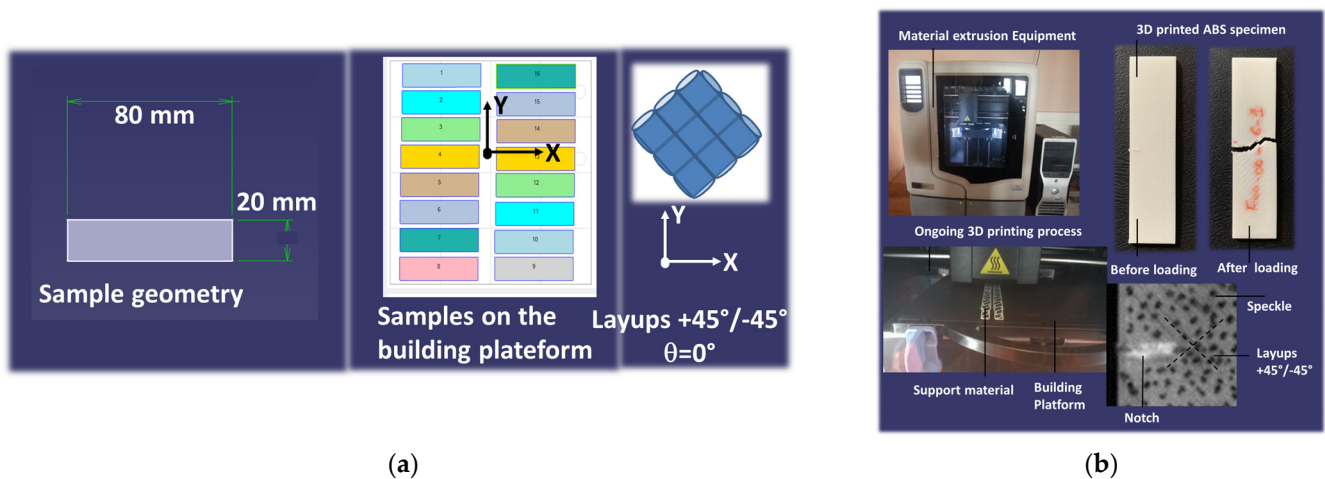 80 mm
20 mm
Sample geometry
1
2
3
4
5
6
7
8
16
15
14
13
12
11
10
9
Y
X
Samples on the
building plateform
Y
X
Layups +45°/-45°
θ=0°
(a)
Material extrusion Equipment
3D printed ABS specimen
Ongoing 3D printing process
Before loading
After loading
Support material
Building
Platform
Speckle
Layups
+45°/-45°
Notch
(b)